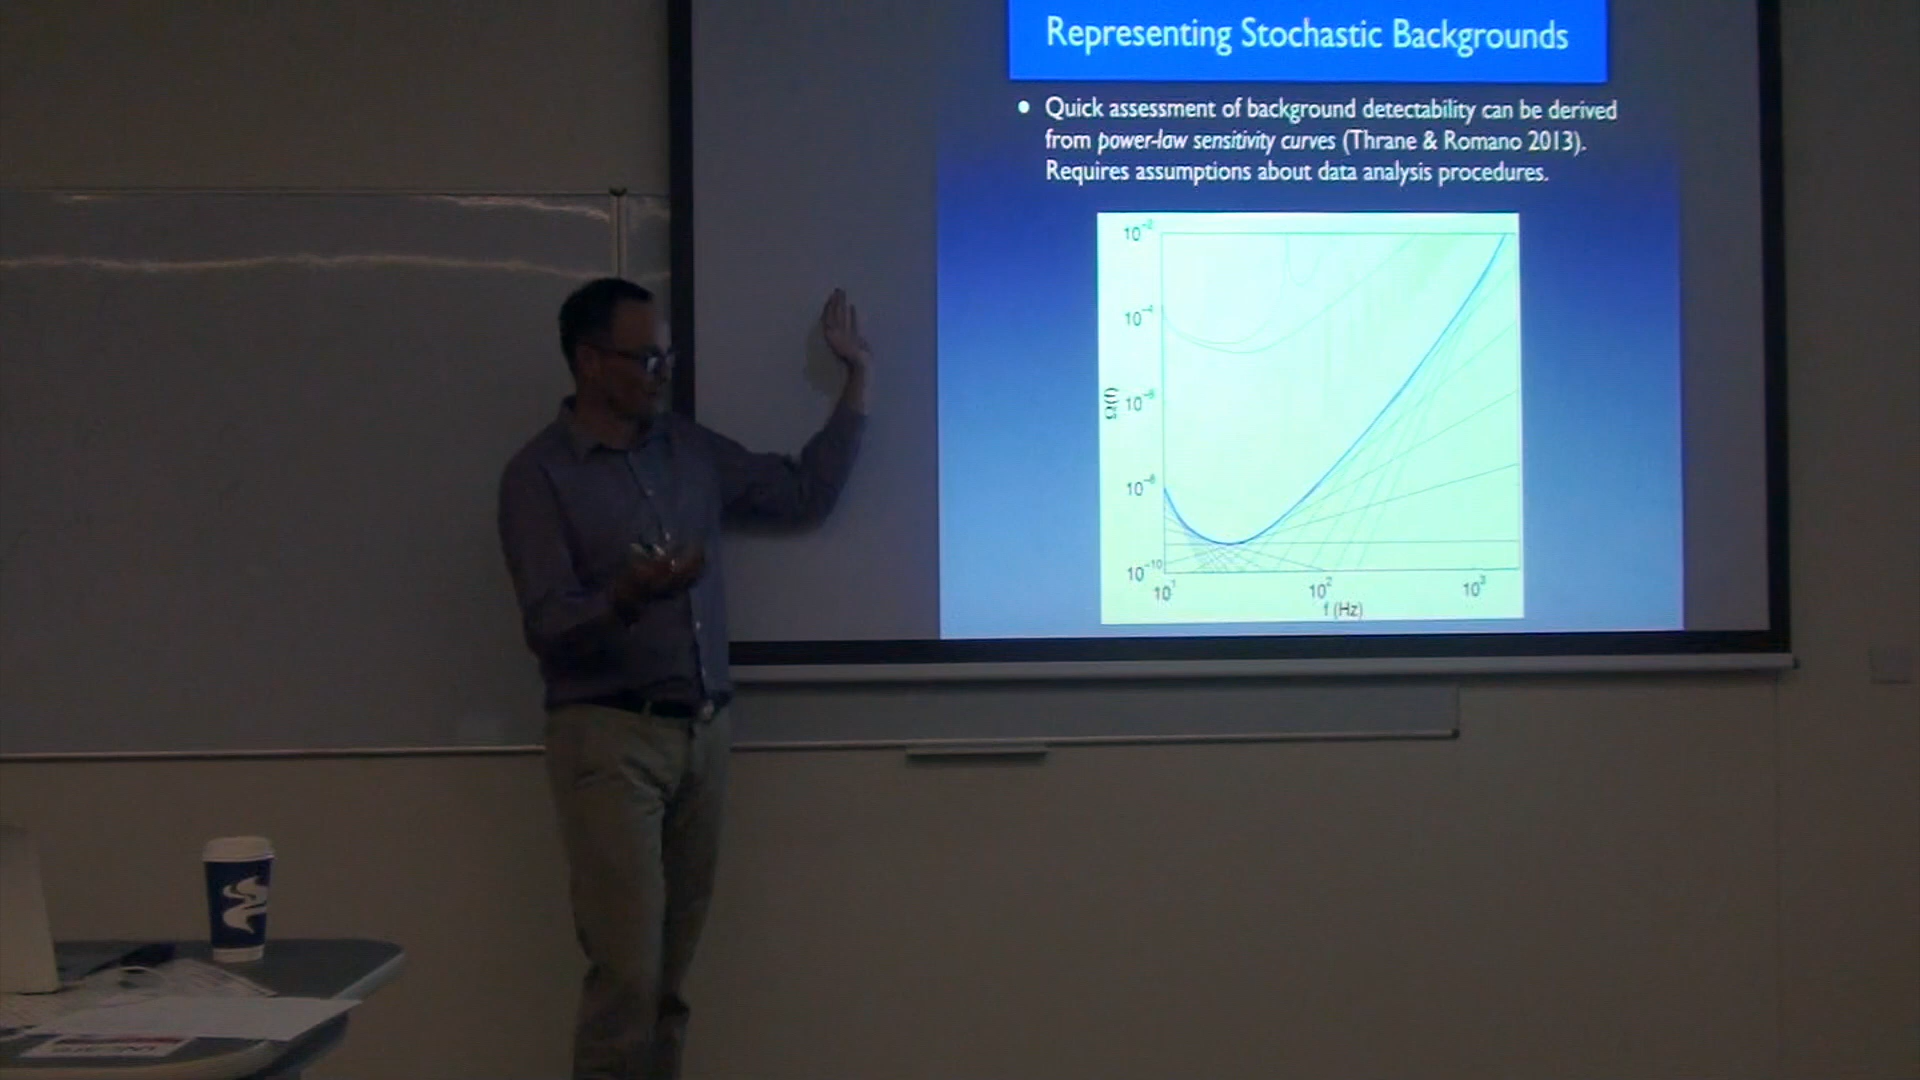 Representing Stochastic Backgrounds
• Quick assessment of background detectability can be derived
from power-law sensitivity curves (Thrane & Romano 2013).
Requires assumptions about data analysis procedures.
10⁻²
10⁻⁴
Ω(f)
10⁻⁶
10⁻⁸
10⁻¹⁰
10¹
10²
10³
f (Hz)